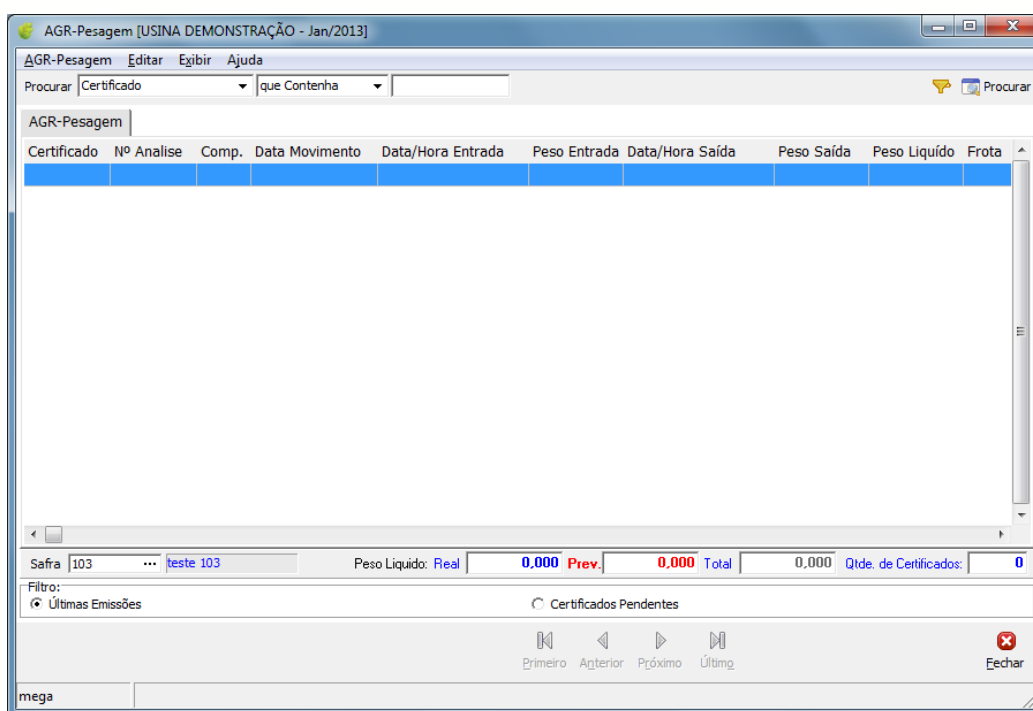 AGR-Pesagem [USINA DEMONSTRAÇÃO - Jan/2013]
AGR-Pesagem Editar Exibir Ajuda
Procurar Certificado que Contenha Procurar
AGR-Pesagem
Certificado Nº Analise Comp. Data Movimento Data/Hora Entrada Peso Entrada Data/Hora Saída Peso Saída Peso Liquído Frota
Safra 103 ... teste 103 Peso Liquido: Real 0,000 Prev. 0,000 Total 0,000 Qtde. de Certificados: 0
Filtro:
Últimas Emissões Certificados Pendentes
Primeiro Anterior Próximo Último Fechar
mega